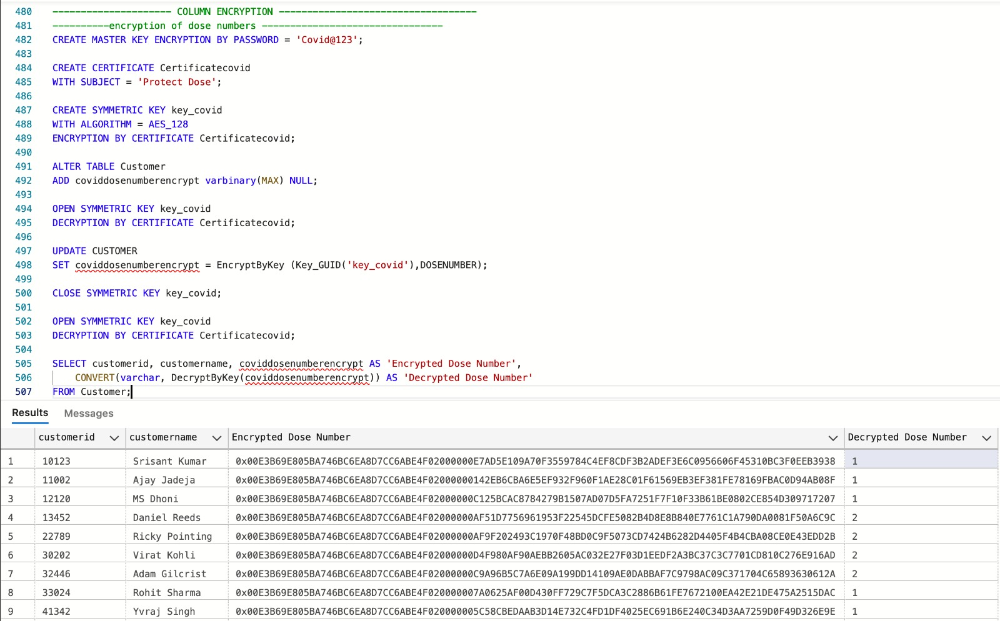 480 --------------------- COLUMN ENCRYPTION -----------------------------------
481 ----------encryption of dose numbers --------------------------------
482 CREATE MASTER KEY ENCRYPTION BY PASSWORD = 'Covid@123';
483
484 CREATE CERTIFICATE Certificatecovid
485 WITH SUBJECT = 'Protect Dose';
486
487 CREATE SYMMETRIC KEY key_covid
488 WITH ALGORITHM = AES_128
489 ENCRYPTION BY CERTIFICATE Certificatecovid;
490
491 ALTER TABLE Customer
492 ADD coviddosenumberencrypt varbinary(MAX) NULL;
493
494 OPEN SYMMETRIC KEY key_covid
495 DECRYPTION BY CERTIFICATE Certificatecovid;
496
497 UPDATE CUSTOMER
498 SET coviddosenumberencrypt = EncryptByKey (Key_GUID('key_covid'),DOSENUMBER);
499
500 CLOSE SYMMETRIC KEY key_covid;
501
502 OPEN SYMMETRIC KEY key_covid
503 DECRYPTION BY CERTIFICATE Certificatecovid;
504
505 SELECT customerid, customername, coviddosenumberencrypt AS 'Encrypted Dose Number',
506 CONVERT(varchar, DecryptByKey(coviddosenumberencrypt)) AS 'Decrypted Dose Number'
507 FROM Customer;
Results Messages
customerid customername Encrypted Dose Number Decrypted Dose Number
1 10123 Srisant Kumar 0x00E3B69E805BA746BC6EA8D7CC6ABE4F02000000E7AD5E109A70F3559784C4EF8CDF3B2ADEF3E6C0956606F45310BC3F0EEB3938 1
2 11002 Ajay Jadeja 0x00E3B69E805BA746BC6EA8D7CC6ABE4F02000000142EB6CBA6E5EF932F960F1AE28C01F61569EB3EF381FE78169FBAC0D94AB08F 1
3 12120 MS Dhoni 0x00E3B69E805BA746BC6EA8D7CC6ABE4F02000000C125BCAC8784279B1507AD07D5FA7251F7F10F33B61BE0802CE854D309717207 1
4 13452 Daniel Reeds 0x00E3B69E805BA746BC6EA8D7CC6ABE4F02000000AF51D7756961953F22545DCFE5082B4D8E8B840E7761C1A790DA0081F50A6C9C 2
5 22789 Ricky Pointing 0x00E3B69E805BA746BC6EA8D7CC6ABE4F02000000AF9F202493C1970F48BD0C9F5073CD7424B6282D4405F4B4CBA08CE0E43EDD2B 2
6 30202 Virat Kohli 0x00E3B69E805BA746BC6EA8D7CC6ABE4F02000000D4F980AF90AEBB2605AC032E27F03D1EEDF2A3BC37C3C7701CD810C276E916AD 2
7 32446 Adam Gilcrist 0x00E3B69E805BA746BC6EA8D7CC6ABE4F02000000C9A96B5C7A6E09A199DD14109AE0DABBAF7C9798AC09C371704C65893630612A 2
8 33024 Rohit Sharma 0x00E3B69E805BA746BC6EA8D7CC6ABE4F020000007A0625AF00D430FF729C7F5DCA3C2886B61FE7672100EA42E21DE475A2515DAC 1
9 41342 Yvraj Singh 0x00E3B69E805BA746BC6EA8D7CC6ABE4F020000005C58CBEDAAB3D14E732C4FD1DF4025EC691B6E240C34D3AA7259D0F49D326E9E 1